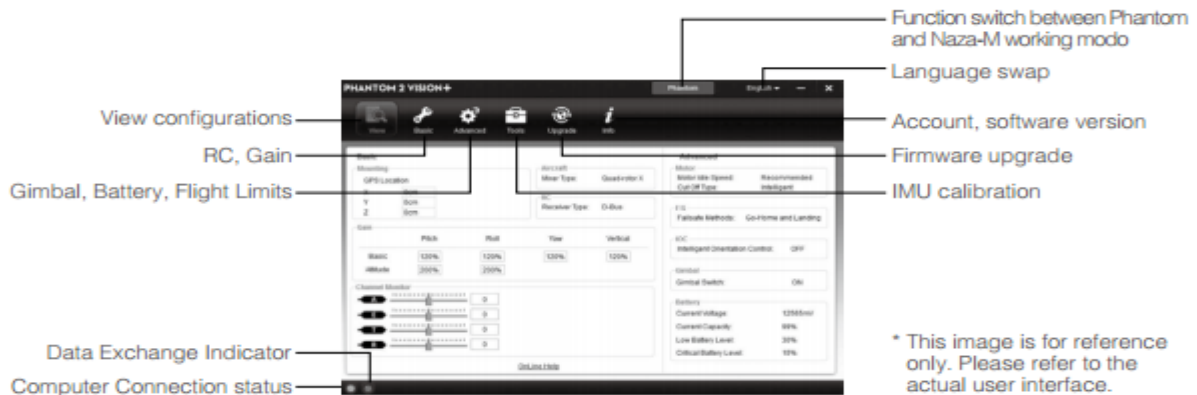 Function switch between Phantom
and Naza-M working modo
Language swap
PHANTOM 2 VISION+
Phantom
English
View configurations
View
Basic
Advanced
Tools
Upgrade
Info
Account, software version
RC, Gain
Firmware upgrade
Gimbal, Battery, Flight Limits
IMU calibration
Basic
Advanced
Mounting
GPS Location
X 0cm
Y 0cm
Z 0cm
Aircraft
Mixer Type: Quad-rotor X
RC
Receiver Type: D-Bus
Motor
Motor Idle Speed: Recommended
Cut Off Type: Intelligent
F/S
Failsafe Methods: Go-Home and Landing
Gain
Pitch Roll Yaw Vertical
Basic 120% 120% 120% 120%
Attitude 200% 200%
IOC
Intelligent Orientation Control: OFF
Gimbal
Gimbal Switch: ON
Channel Monitor
A 0
E 0
T 0
R 0
Battery
Current Voltage:
Current Capacity:
Low Battery Level: 30%
Critical Battery Level: 10%
OnLine Help
Data Exchange Indicator
Computer Connection status
* This image is for reference
only. Please refer to the
actual user interface.